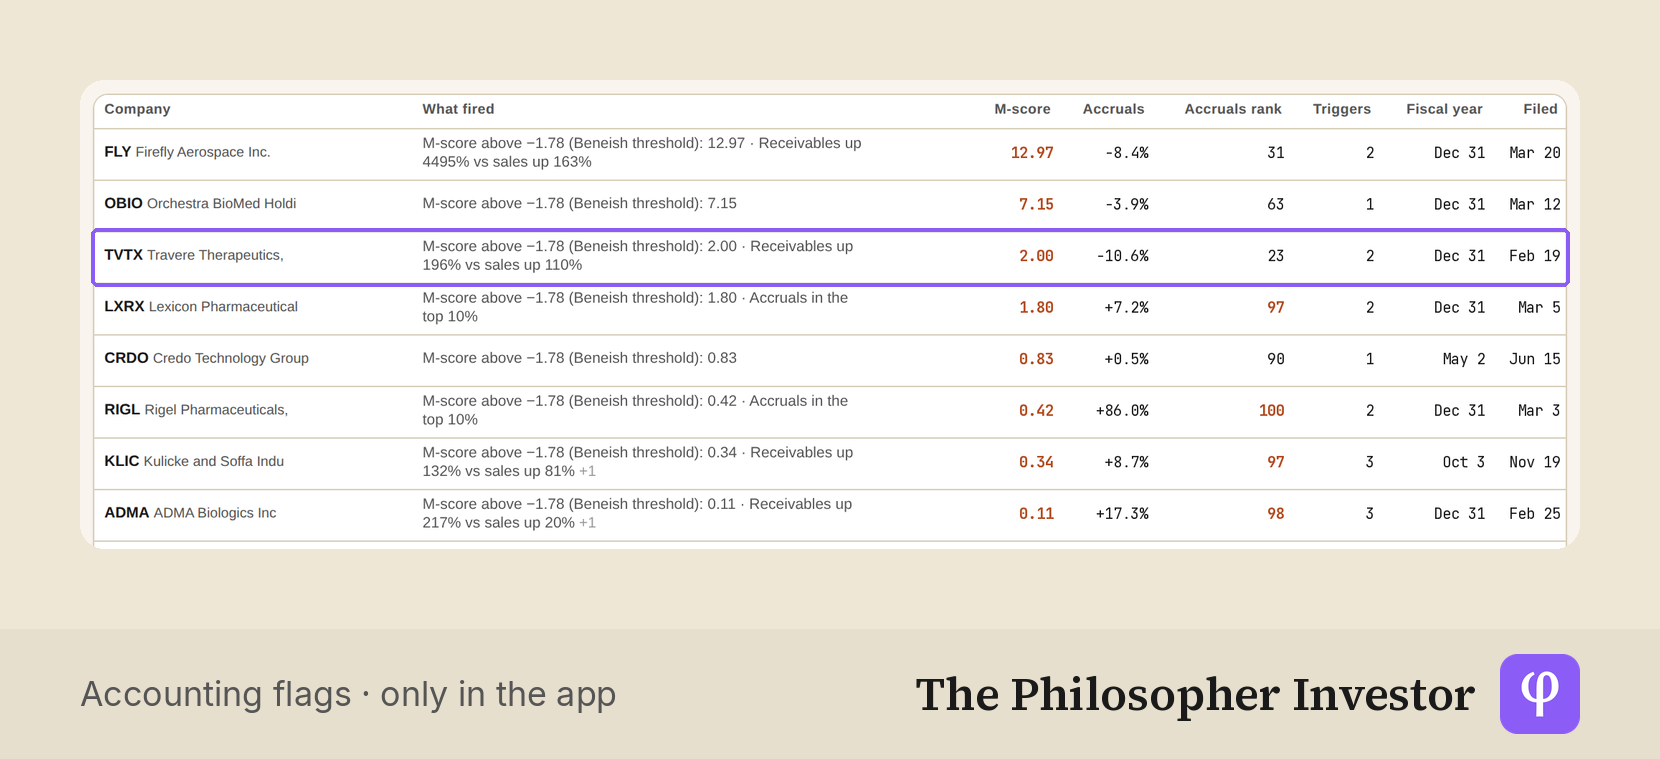 Company What fired M-score Accruals Accruals rank Triggers Fiscal year Filed
FLY Firefly Aerospace Inc. M-score above −1.78 (Beneish threshold): 12.97 · Receivables up 12.97 -8.4% 31 2 Dec 31 Mar 20
4495% vs sales up 163%
OBIO Orchestra BioMed Holdi M-score above −1.78 (Beneish threshold): 7.15 7.15 -3.9% 63 1 Dec 31 Mar 12
TVTX Travere Therapeutics, M-score above −1.78 (Beneish threshold): 2.00 · Receivables up 2.00 -10.6% 23 2 Dec 31 Feb 19
196% vs sales up 110%
LXRX Lexicon Pharmaceutical M-score above −1.78 (Beneish threshold): 1.80 · Accruals in the 1.80 +7.2% 97 2 Dec 31 Mar 5
top 10%
CRDO Credo Technology Group M-score above −1.78 (Beneish threshold): 0.83 0.83 +0.5% 90 1 May 2 Jun 15
RIGL Rigel Pharmaceuticals, M-score above −1.78 (Beneish threshold): 0.42 · Accruals in the 0.42 +86.0% 100 2 Dec 31 Mar 3
top 10%
KLIC Kulicke and Soffa Indu M-score above −1.78 (Beneish threshold): 0.34 · Receivables up 0.34 +8.7% 97 3 Oct 3 Nov 19
132% vs sales up 81% +1
ADMA ADMA Biologics Inc M-score above −1.78 (Beneish threshold): 0.11 · Receivables up 0.11 +17.3% 98 3 Dec 31 Feb 25
217% vs sales up 20% +1
Accounting flags · only in the app
The Philosopher Investor φ